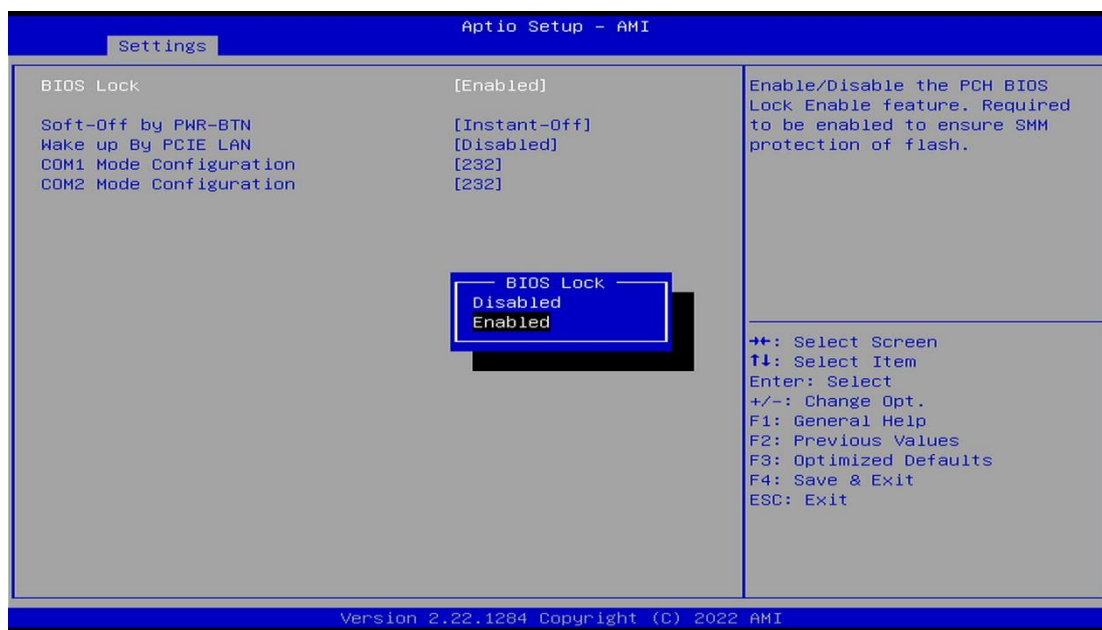 Aptio Setup – AMI
Settings
BIOS Lock [Enabled]
Soft-Off by PWR-BTN [Instant-Off]
Wake up By PCIE LAN [Disabled]
COM1 Mode Configuration [232]
COM2 Mode Configuration [232]
BIOS Lock
Disabled
Enabled
Enable/Disable the PCH BIOS
Lock Enable feature. Required
to be enabled to ensure SMM
protection of flash.
→←: Select Screen
↑↓: Select Item
Enter: Select
+/-: Change Opt.
F1: General Help
F2: Previous Values
F3: Optimized Defaults
F4: Save & Exit
ESC: Exit
Version 2.22.1284 Copyright (C) 2022 AMI